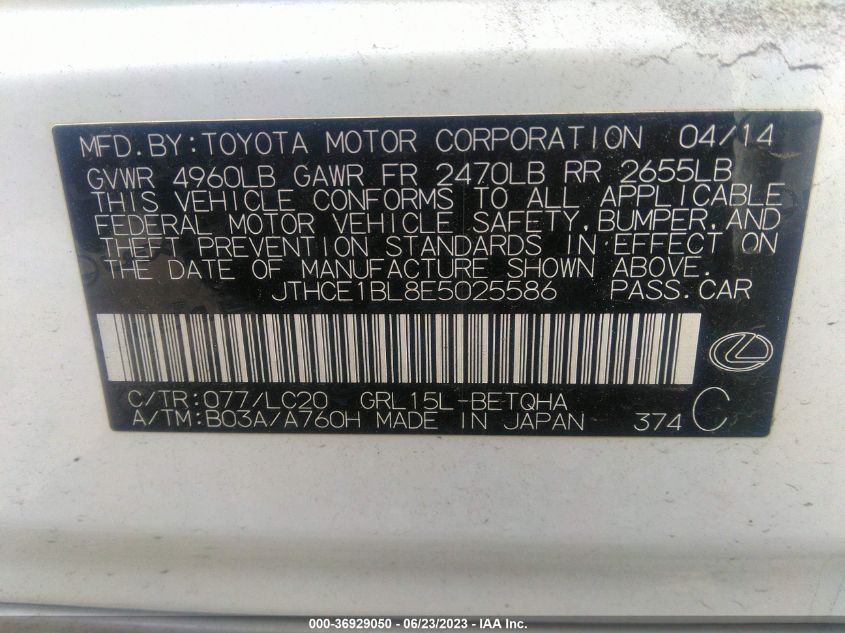 MFD.BY:TOYOTA MOTOR CORPORATION 04/14
GVWR 4960LB GAWR FR 2470LB RR 2655LB
THIS VEHICLE CONFORMS TO ALL APPLICABLE
FEDERAL MOTOR VEHICLE SAFETY,BUMPER,AND
THEFT PREVENTION STANDARDS IN EFFECT ON
THE DATE OF MANUFACTURE SHOWN ABOVE.
JTHCE1BL8E5025586 PASS.CAR
C/TR:077/LC20 GRL15L-BETQHA
A/TM:B03A/A760H MADE IN JAPAN 374 C
000-36929050 - 06/23/2023 - IAA Inc.